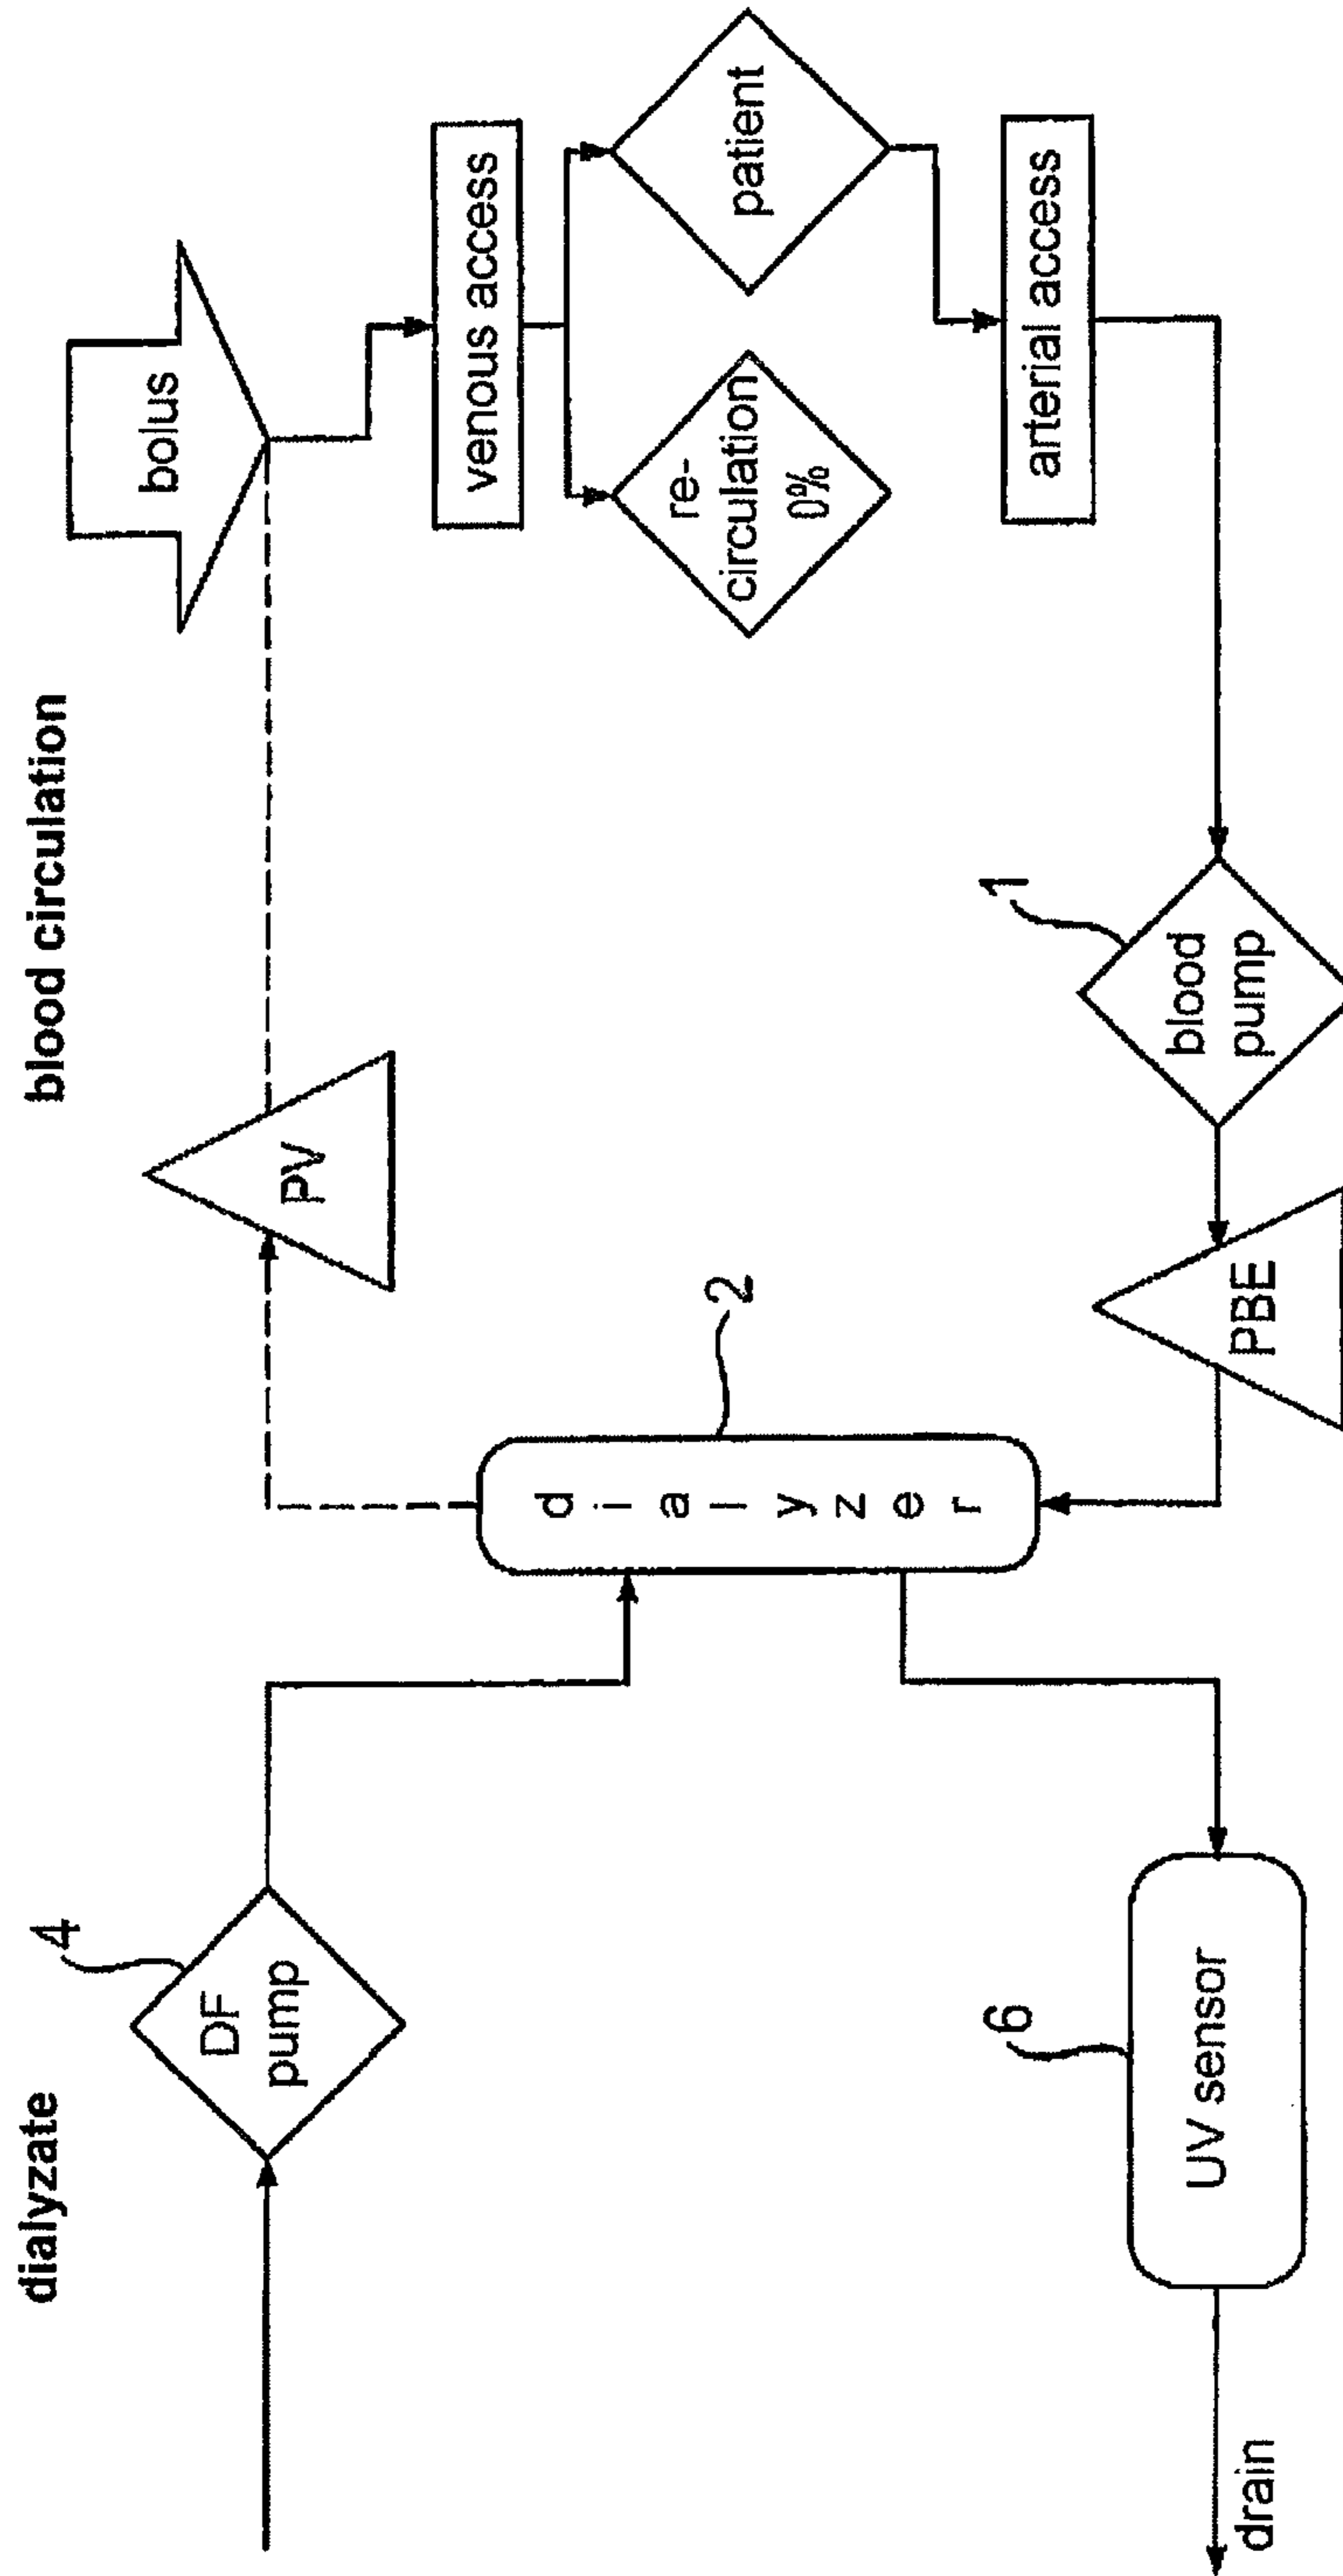 dialyzate
blood circulation
4
DF
pump
PV
bolus
venous access
2
dialyzer
re-
circulation
0%
patient
arterial access
6
UV sensor
PBE
1
blood
pump
drain